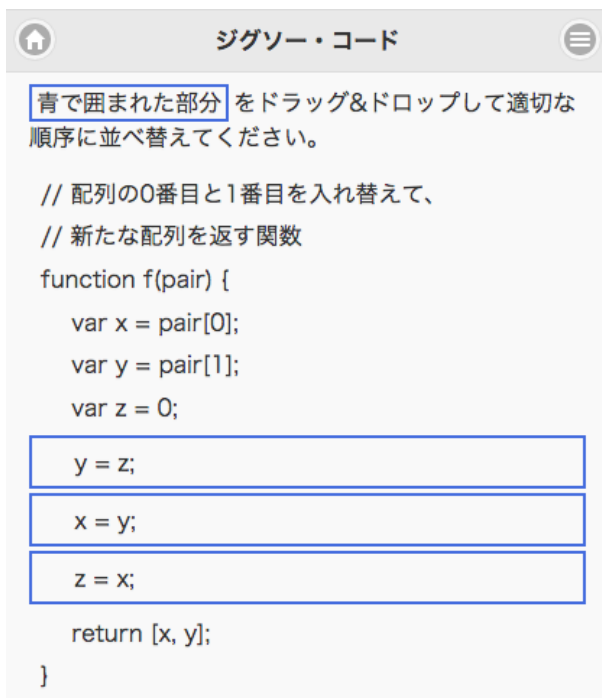 ジグソー・コード
青で囲まれた部分 をドラッグ&ドロップして適切な
順序に並べ替えてください。
// 配列の0番目と1番目を入れ替えて、
// 新たな配列を返す関数
function f(pair) {
var x = pair[0];
var y = pair[1];
var z = 0;
y = z;
x = y;
z = x;
return [x, y];
}